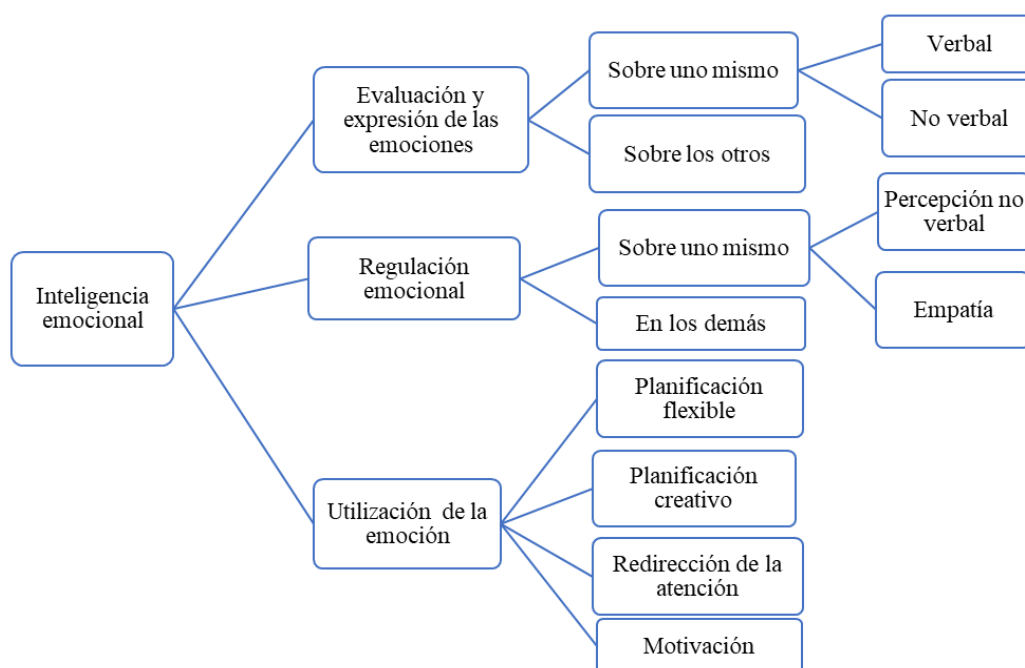 Inteligencia
emocional
Evaluación y
expresión de las
emociones
Sobre uno mismo
Verbal
No verbal
Sobre los otros
Regulación
emocional
Sobre uno mismo
Percepción no
verbal
Empatía
En los demás
Utilización de la
emoción
Planificación
flexible
Planificación
creativo
Redirección de la
atención
Motivación